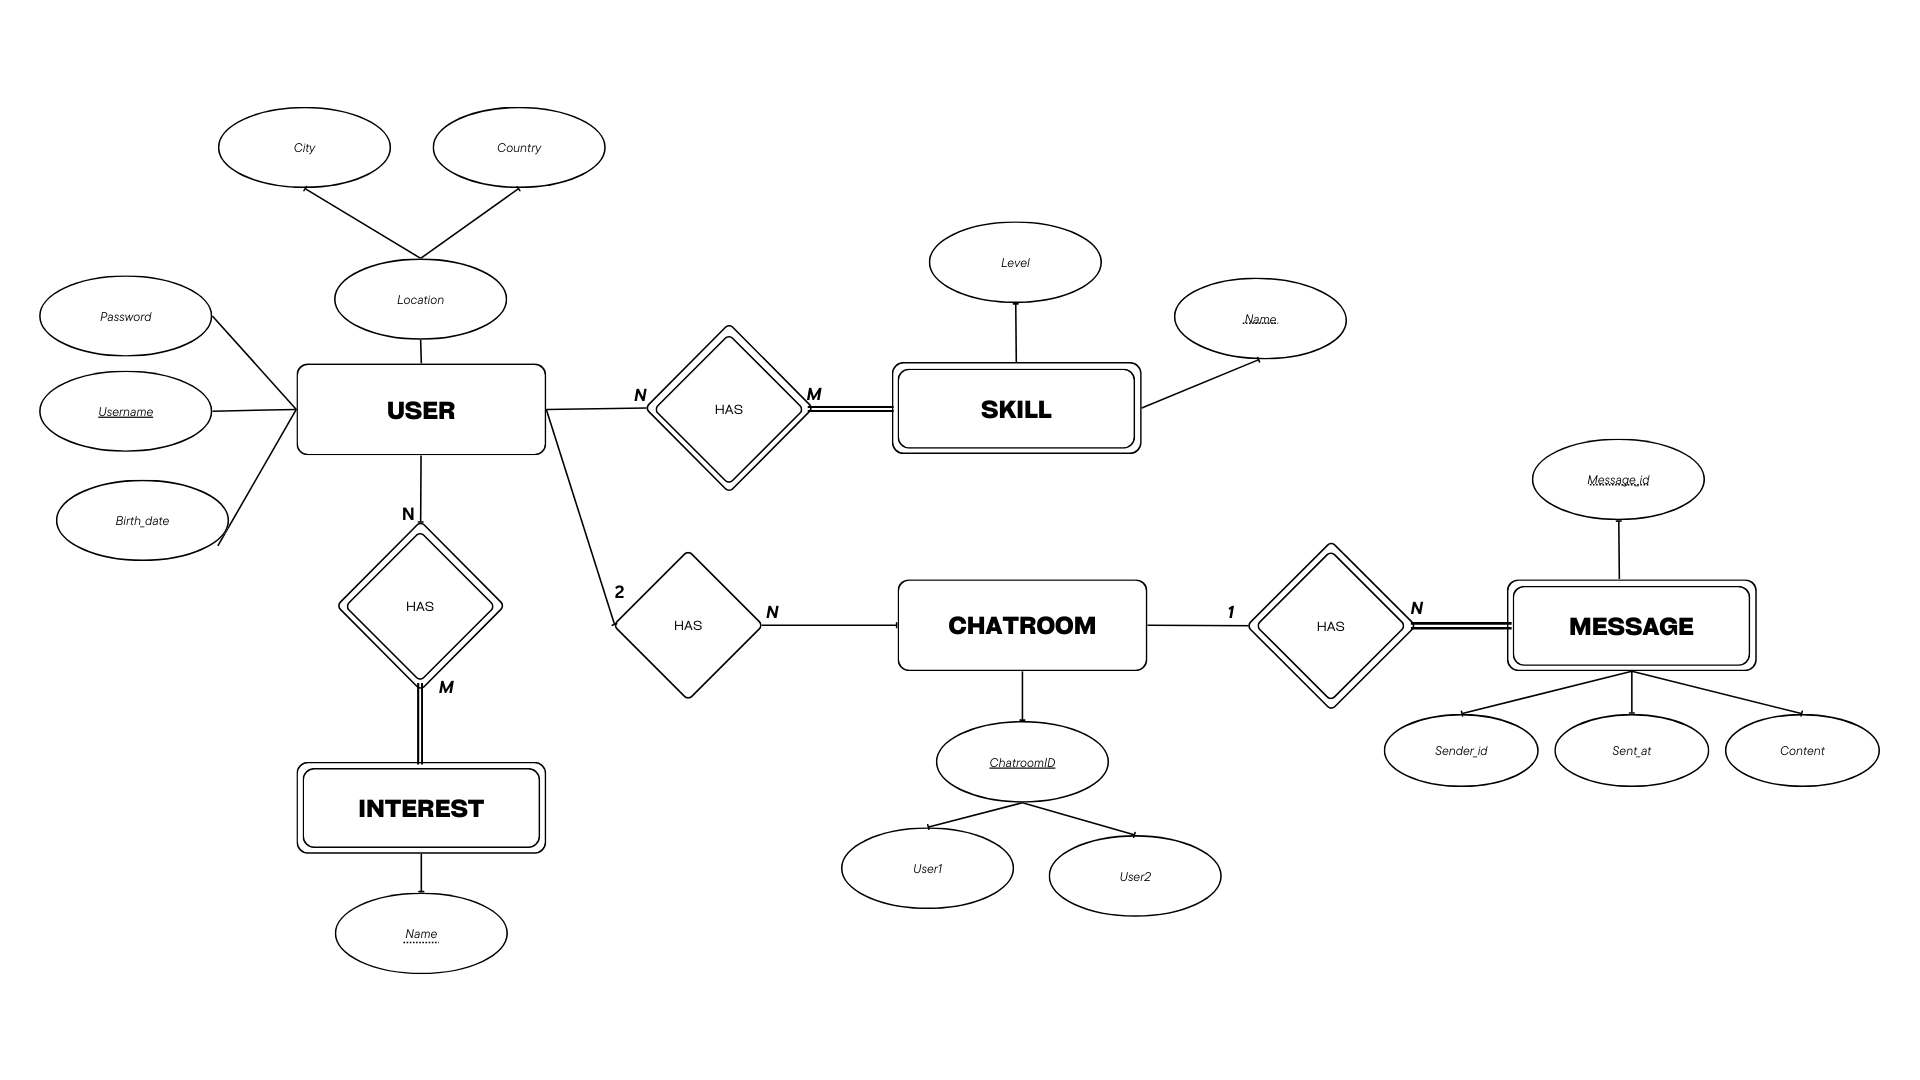 City
Country
Level
Location
Password
Name
Username
USER
N
HAS
M
SKILL
Birth_date
Message_id
N
HAS
M
2
HAS
N
CHATROOM
1
HAS
N
MESSAGE
INTEREST
ChatroomID
Sender_id
Sent_at
Content
User1
User2
Name